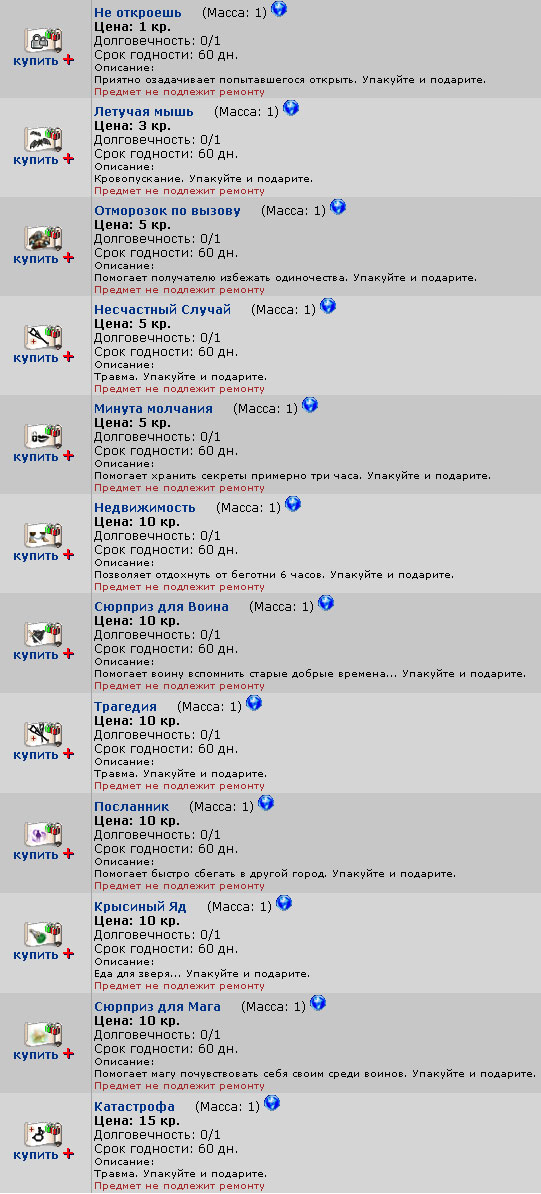 Не откроешь (Масса: 1)
Цена: 1 кр.
Долговечность: 0/1
Срок годности: 60 дн.
Описание:
Приятно озадачивает попытавшегося открыть. Упакуйте и подарите.
Предмет не подлежит ремонту
купить
Летучая мышь (Масса: 1)
Цена: 3 кр.
Долговечность: 0/1
Срок годности: 60 дн.
Описание:
Кровопускание. Упакуйте и подарите.
Предмет не подлежит ремонту
купить
Отморозок по вызову (Масса: 1)
Цена: 5 кр.
Долговечность: 0/1
Срок годности: 60 дн.
Описание:
Помогает получателю избежать одиночества. Упакуйте и подарите.
Предмет не подлежит ремонту
купить
Несчастный Случай (Масса: 1)
Цена: 5 кр.
Долговечность: 0/1
Срок годности: 60 дн.
Описание:
Травма. Упакуйте и подарите.
Предмет не подлежит ремонту
купить
Минута молчания (Масса: 1)
Цена: 5 кр.
Долговечность: 0/1
Срок годности: 60 дн.
Описание:
Помогает хранить секреты примерно три часа. Упакуйте и подарите.
Предмет не подлежит ремонту
купить
Недвижимость (Масса: 1)
Цена: 10 кр.
Долговечность: 0/1
Срок годности: 60 дн.
Описание:
Позволяет отдохнуть от беготни 6 часов. Упакуйте и подарите.
Предмет не подлежит ремонту
купить
Сюрприз для Воина (Масса: 1)
Цена: 10 кр.
Долговечность: 0/1
Срок годности: 60 дн.
Описание:
Помогает воину вспомнить старые добрые времена... Упакуйте и подарите.
Предмет не подлежит ремонту
купить
Трагедия (Масса: 1)
Цена: 10 кр.
Долговечность: 0/1
Срок годности: 60 дн.
Описание:
Травма. Упакуйте и подарите.
Предмет не подлежит ремонту
купить
Посланник (Масса: 1)
Цена: 10 кр.
Долговечность: 0/1
Срок годности: 60 дн.
Описание:
Помогает быстро сбегать в другой город. Упакуйте и подарите.
Предмет не подлежит ремонту
купить
Крысиный Яд (Масса: 1)
Цена: 10 кр.
Долговечность: 0/1
Срок годности: 60 дн.
Описание:
Еда для зверя... Упакуйте и подарите.
Предмет не подлежит ремонту
купить
Сюрприз для Мага (Масса: 1)
Цена: 10 кр.
Долговечность: 0/1
Срок годности: 60 дн.
Описание:
Помогает магу почувствовать себя своим среди воинов. Упакуйте и подарите.
Предмет не подлежит ремонту
купить
Катастрофа (Масса: 1)
Цена: 15 кр.
Долговечность: 0/1
Срок годности: 60 дн.
Описание:
Травма. Упакуйте и подарите.
Предмет не подлежит ремонту
купить